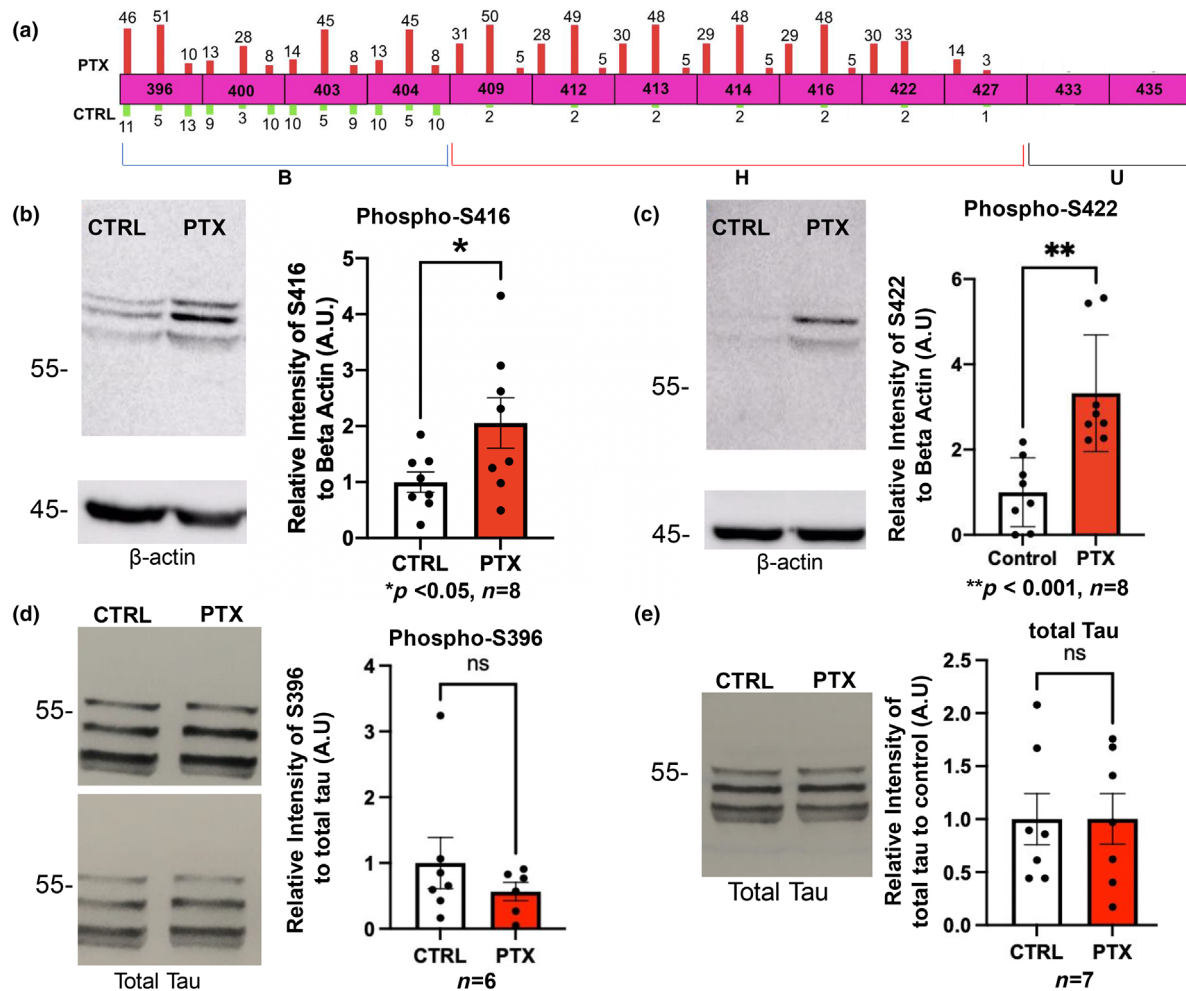 (a)
46 51 10 13 28 8 14 45 8 13 45 8 31 50 5 28 49 5 30 48 5 29 48 5 29 48 5 30 33 14 3
PTX
396 400 403 404 409 412 413 414 416 422 427 433 435
CTRL
11 5 13 9 3 10 10 5 9 10 5 10 2 2 2 2 2 2 1
B H U
(b)
CTRL PTX
55-
45-
β-actin
Phospho-S416
*
Relative Intensity of S416
to Beta Actin (A.U.)
5
4
3
2
1
0
CTRL PTX
*p <0.05, n=8
(c)
CTRL PTX
55-
45-
β-actin
Phospho-S422
**
Relative Intensity of S422
to Beta Actin (A.U)
6
4
2
0
Control PTX
**p < 0.001, n=8
(d)
CTRL PTX
55-
55-
Total Tau
Phospho-S396
ns
Relative Intensity of S396
to total tau (A.U)
4
3
2
1
0
CTRL PTX
n=6
(e)
CTRL PTX
55-
Total Tau
total Tau
ns
Relative Intensity of
total tau to control (A.U)
2.5
2.0
1.5
1.0
0.5
0.0
CTRL PTX
n=7